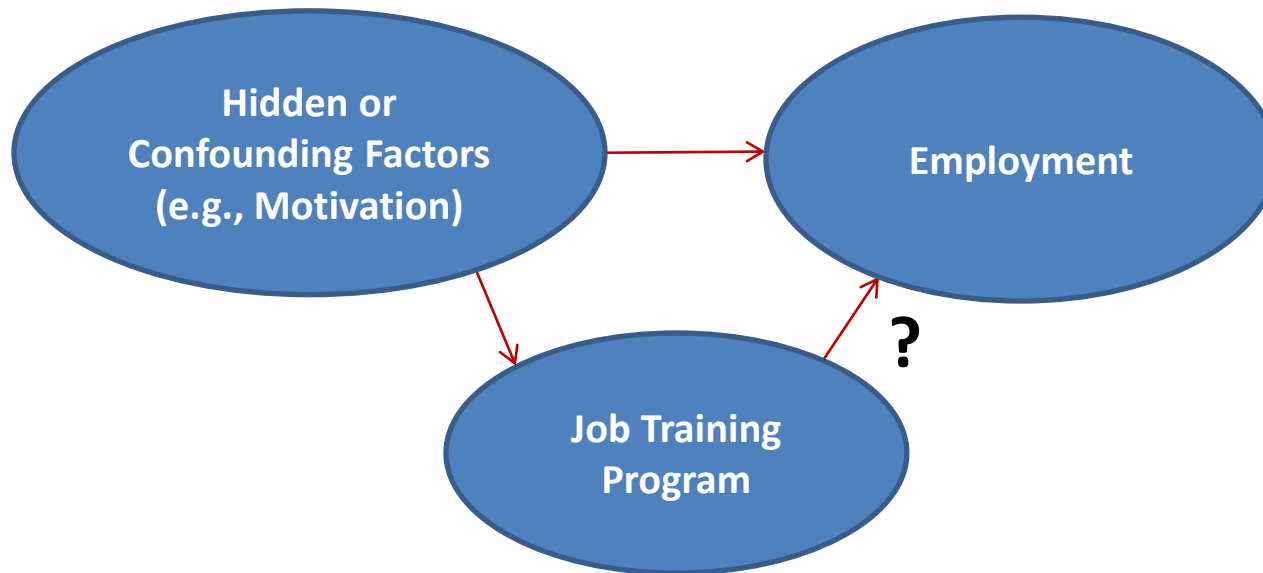 Hidden or
Confounding Factors
(e.g., Motivation)
Employment
?
Job Training
Program